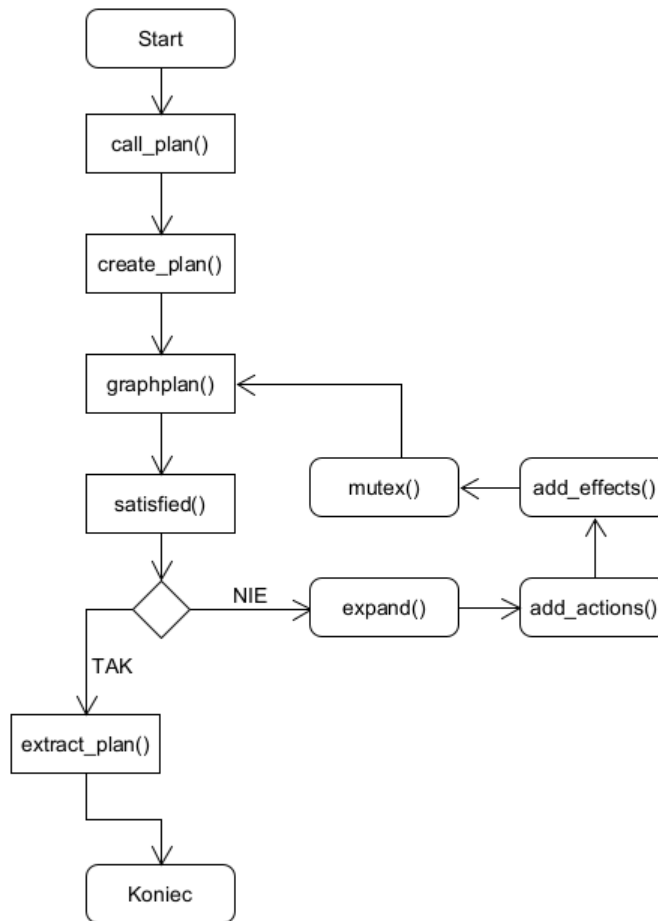 Start
call_plan()
create_plan()
graphplan()
satisfied()
mutex()
add_effects()
NIE
expand()
add_actions()
TAK
extract_plan()
Koniec